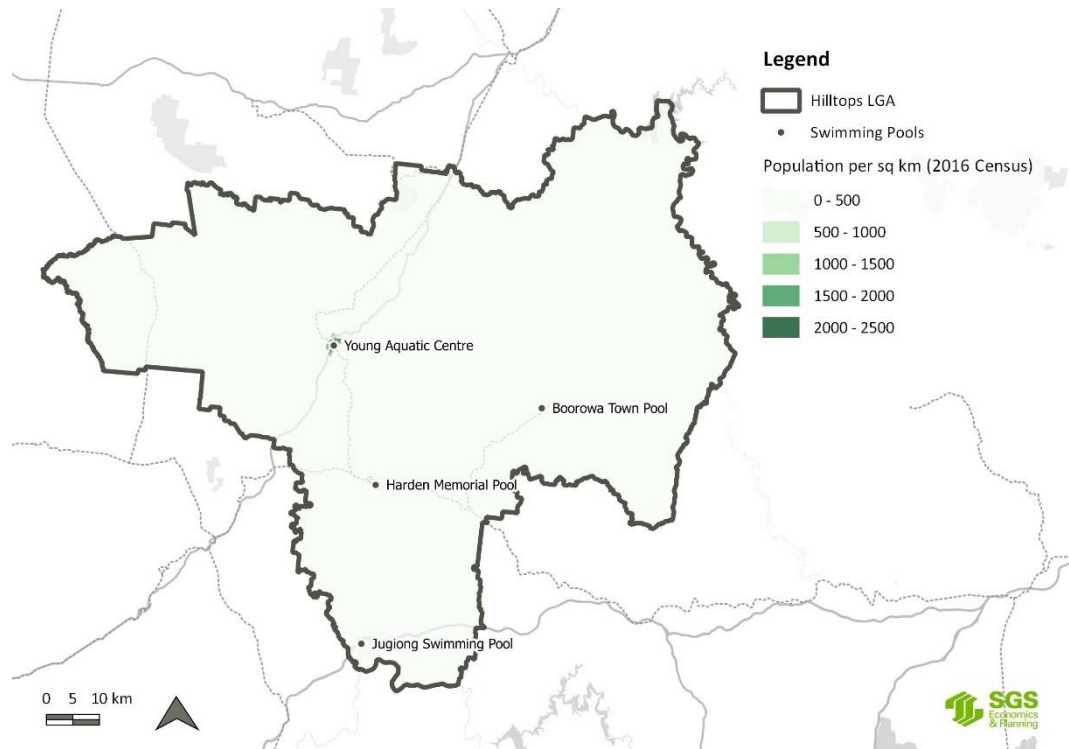 Legend
Hilltops LGA
Swimming Pools
Population per sq km (2016 Census)
0 - 500
500 - 1000
1000 - 1500
1500 - 2000
2000 - 2500
Young Aquatic Centre
Boorowa Town Pool
Harden Memorial Pool
Jugiong Swimming Pool
0 5 10 km
SGS
Economics
& Planning